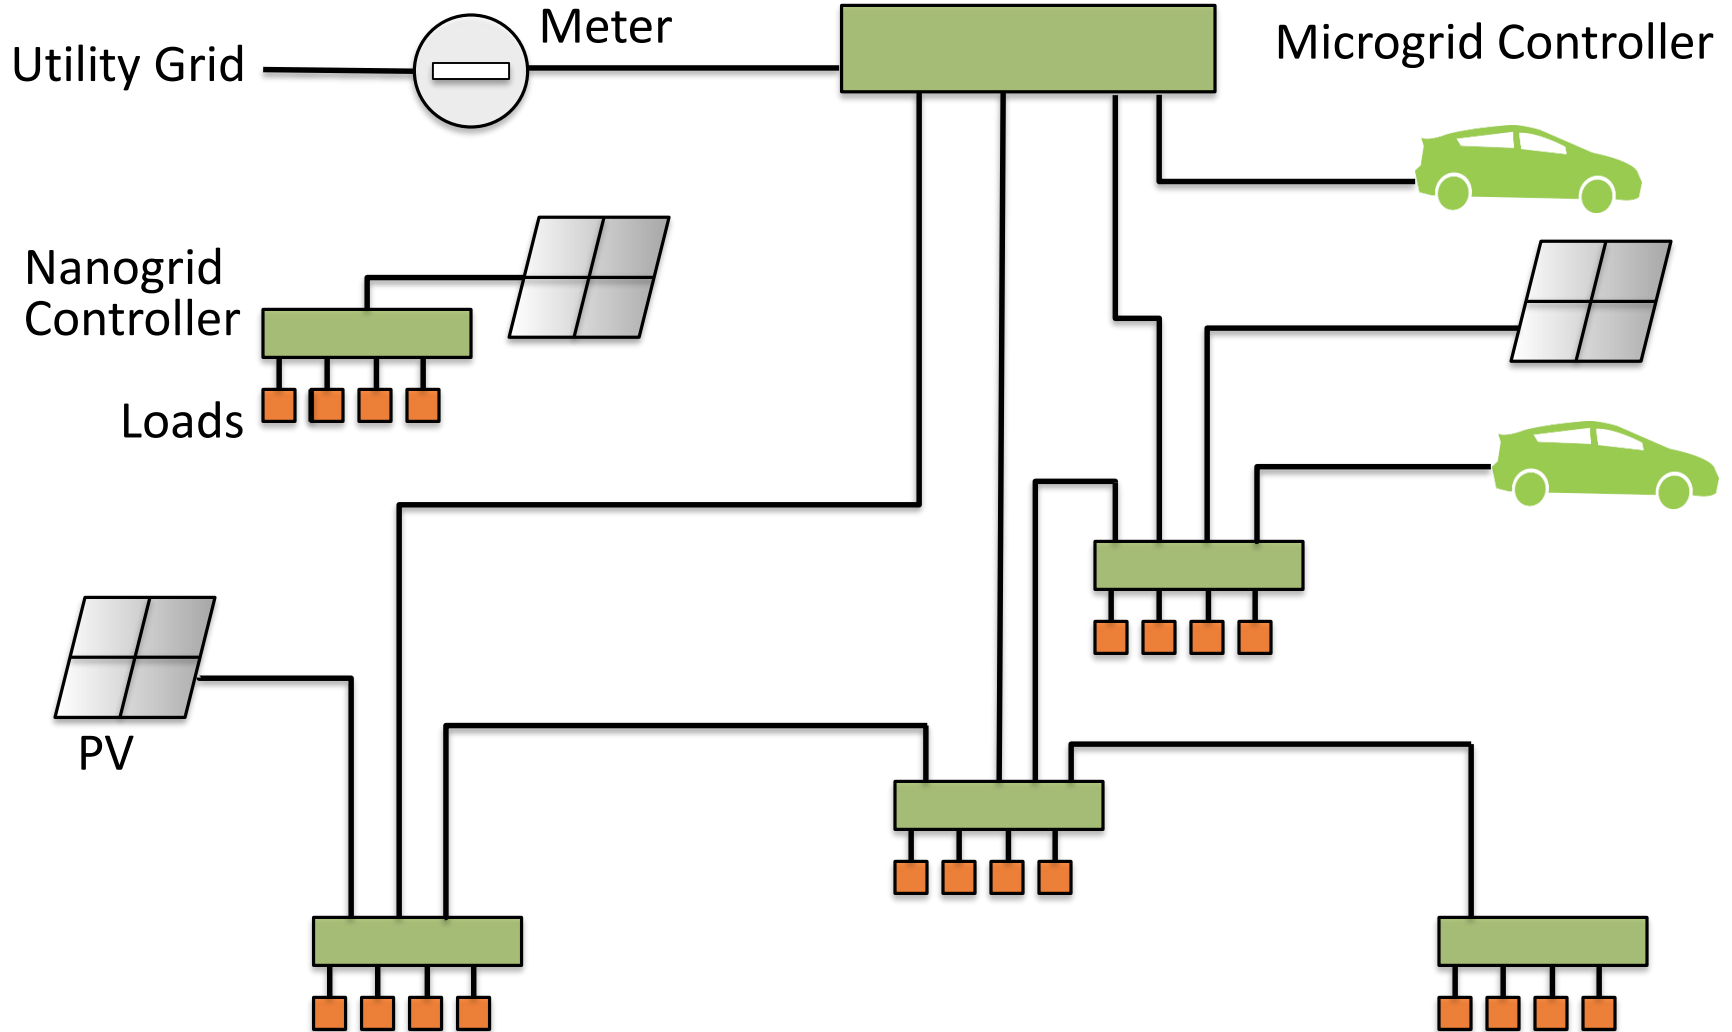 Utility Grid
Meter
Microgrid Controller
Nanogrid
Controller
Loads
PV